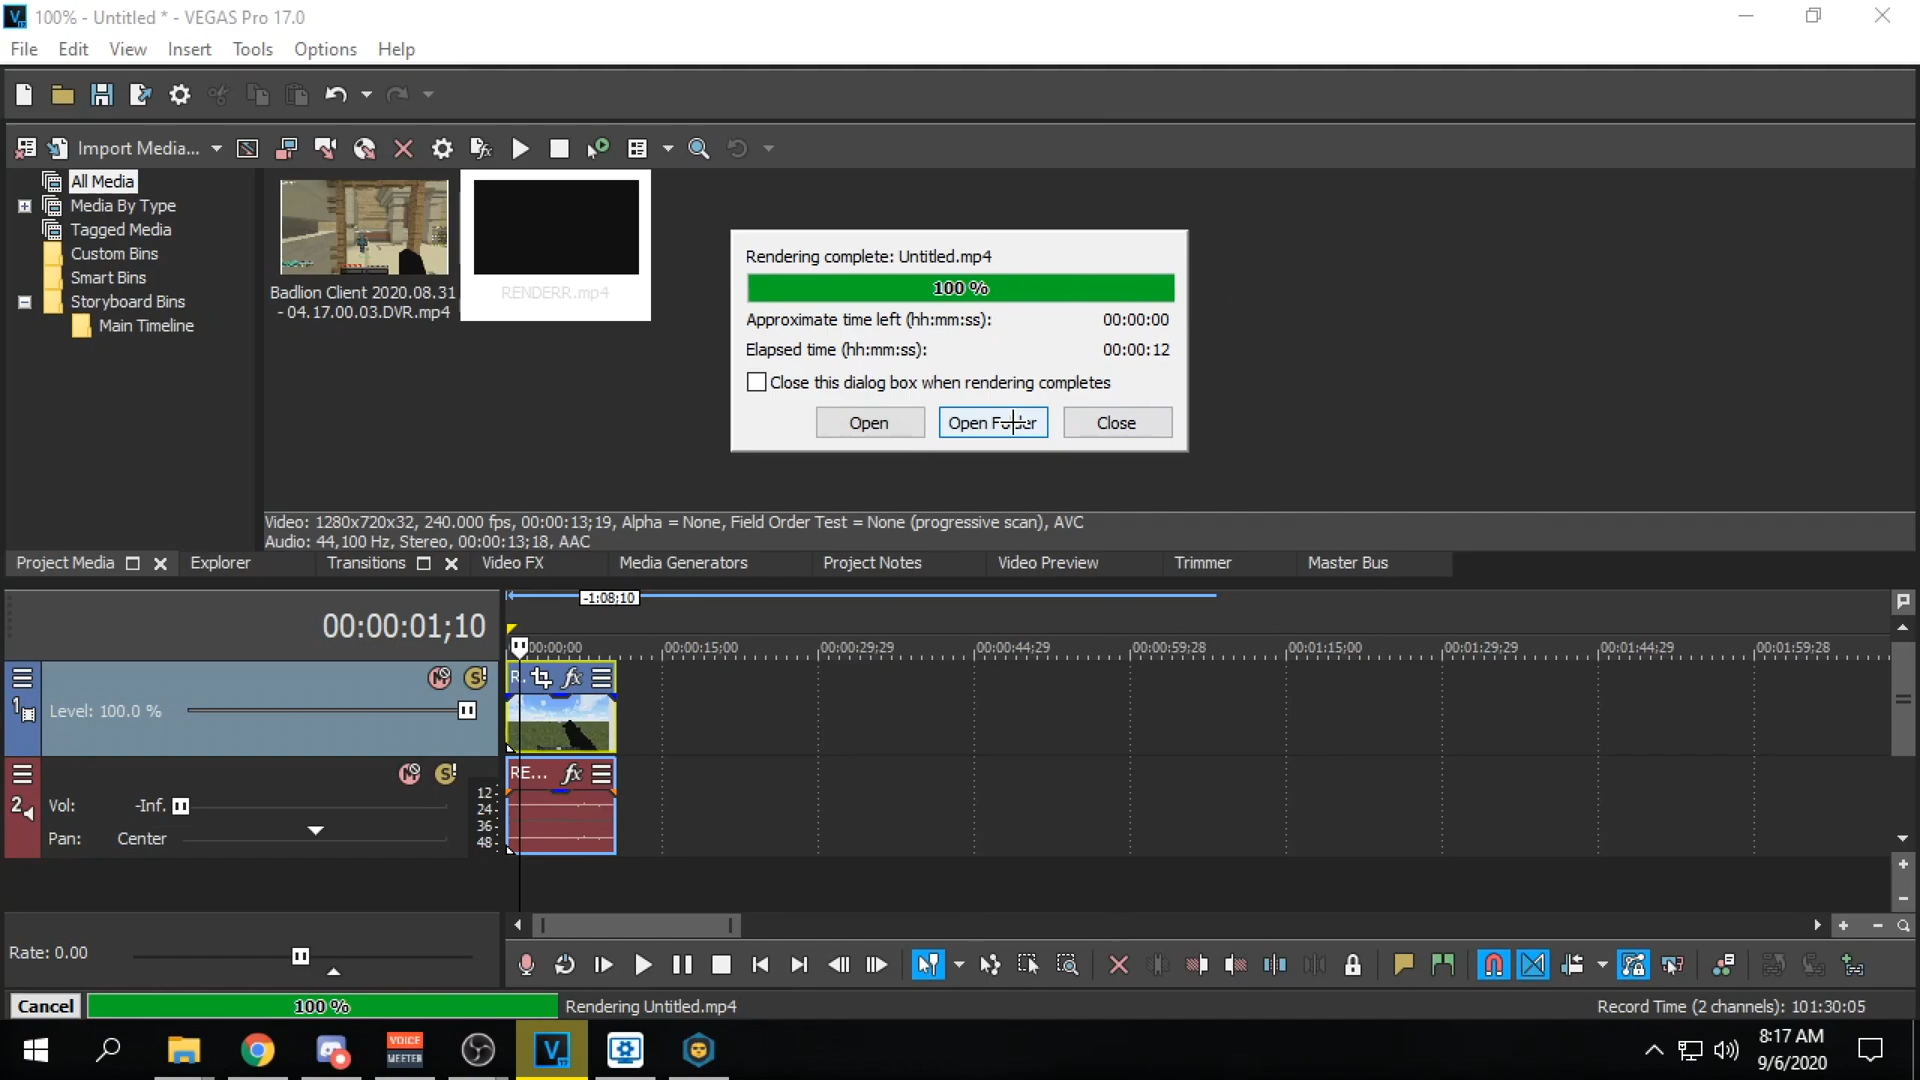 100% - Untitled * - VEGAS Pro 17.0
File Edit View Insert Tools Options Help
Import Media...
All Media
Media By Type
Tagged Media
Custom Bins
Smart Bins
Storyboard Bins
Main Timeline
Badlion Client 2020.08.31
- 04.17.00.03.DVR.mp4
RENDERR.mp4
Rendering complete: Untitled.mp4
100 %
Approximate time left (hh:mm:ss): 00:00:00
Elapsed time (hh:mm:ss): 00:00:12
Close this dialog box when rendering completes
Open Open Folder Close
Video: 1280x720x32, 240.000 fps, 00:00:13;19, Alpha = None, Field Order Test = None (progressive scan), AVC
Audio: 44,100 Hz, Stereo, 00:00:13;18, AAC
Project Media Explorer Transitions Video FX Media Generators Project Notes Video Preview Trimmer Master Bus
-1:08;10
00:00:01;10
00:00:00 00:00:15;00 00:00:29;29 00:00:44;29 00:00:59;28 00:01:15;00 00:01:29;29 00:01:44;29 00:01:59;28
R. fx
1
Level: 100.0 %
RE... fx
2
Vol: -Inf.
Pan: Center
12-
24-
36-
48-
Rate: 0.00
Cancel 100 % Rendering Untitled.mp4 Record Time (2 channels): 101:30:05
VOICE
MEETER
V
17
8:17 AM
9/6/2020